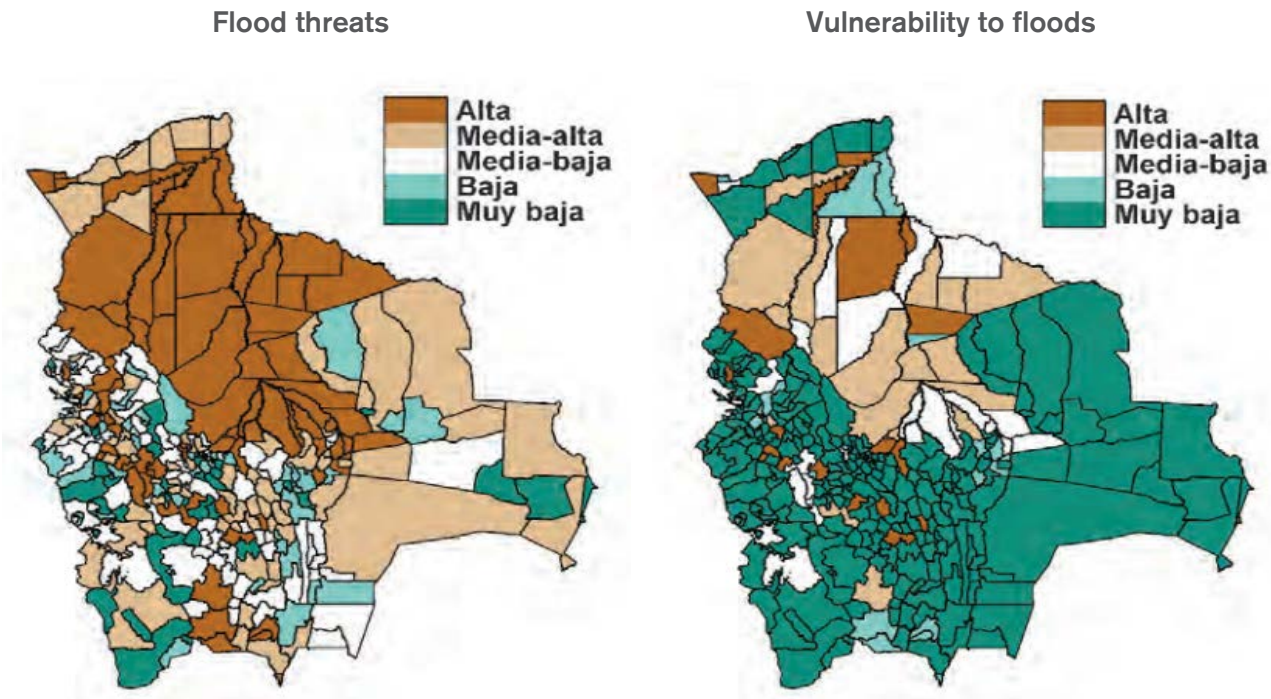 Flood threats
Vulnerability to floods
Alta
Media-alta
Media-baja
Baja
Muy baja
Alta
Media-alta
Media-baja
Baja
Muy baja